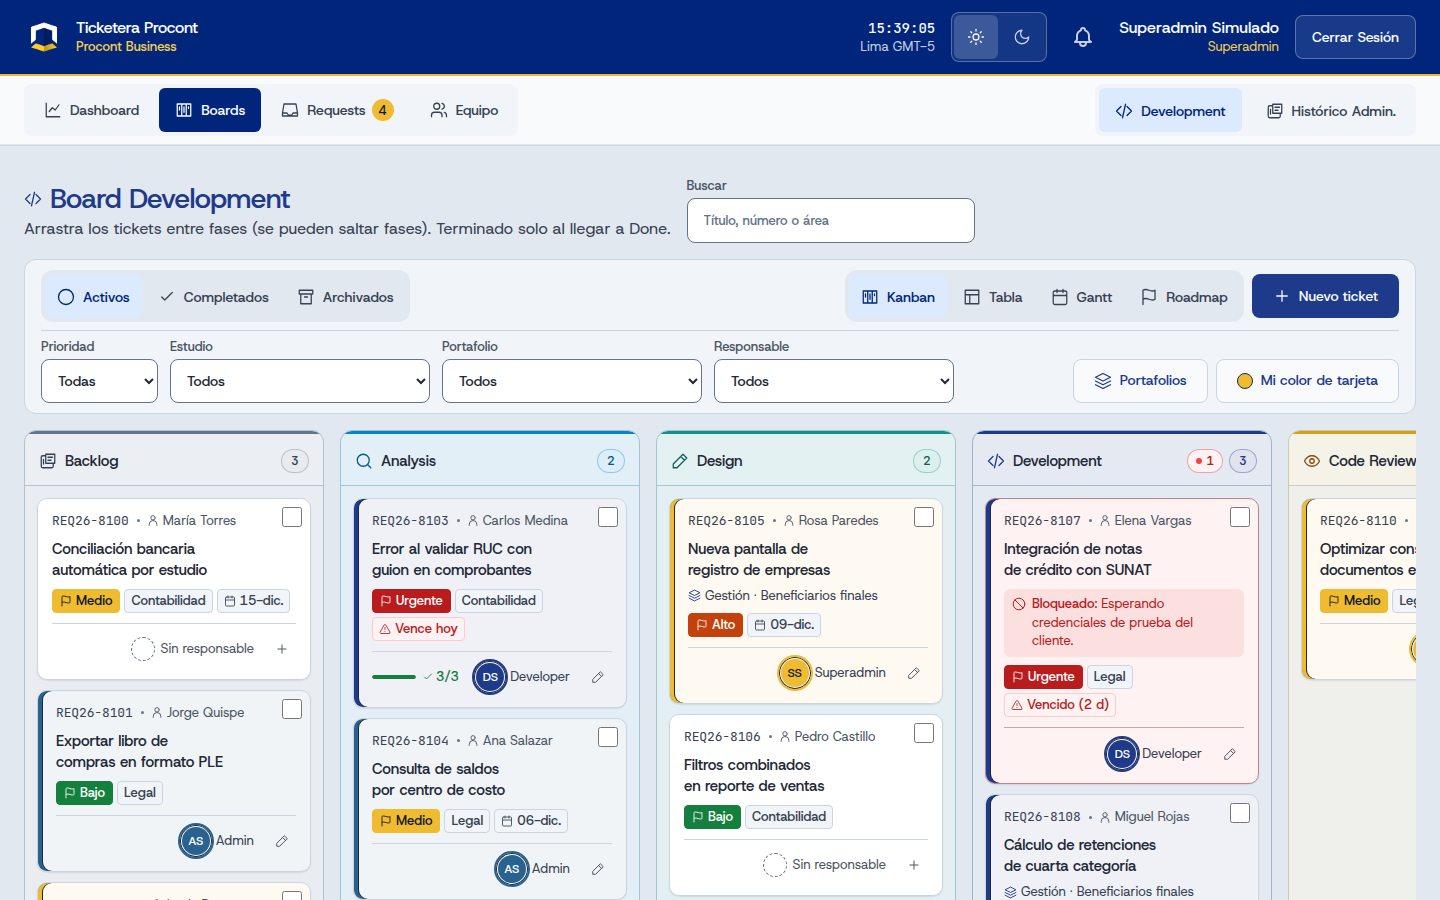 Ticketera Procont
Procont Business
15:39:05
Lima GMT-5
Superadmin Simulado
Superadmin
Cerrar Sesión
Dashboard
Boards
Requests 4
Equipo
Development
Histórico Admin.
Board Development
Arrastra los tickets entre fases (se pueden saltar fases). Terminado solo al llegar a Done.
Buscar
Título, número o área
Activos
Completados
Archivados
Kanban
Tabla
Gantt
Roadmap
Nuevo ticket
Prioridad
Todas
Estudio
Todos
Portafolio
Todos
Responsable
Todos
Portafolios
Mi color de tarjeta
Backlog 3
REQ26-8100 • María Torres
Conciliación bancaria
automática por estudio
Medio Contabilidad 15-dic.
Sin responsable +
REQ26-8101 • Jorge Quispe
Exportar libro de
compras en formato PLE
Bajo Legal
AS Admin
Analysis 2
REQ26-8103 • Carlos Medina
Error al validar RUC con
guion en comprobantes
Urgente Contabilidad
Vence hoy
3/3 DS Developer
REQ26-8104 • Ana Salazar
Consulta de saldos
por centro de costo
Medio Legal 06-dic.
AS Admin
Design 2
REQ26-8105 • Rosa Paredes
Nueva pantalla de
registro de empresas
Gestión · Beneficiarios finales
Alto 09-dic.
SS Superadmin
REQ26-8106 • Pedro Castillo
Filtros combinados
en reporte de ventas
Bajo Contabilidad
Sin responsable +
Development 1 3
REQ26-8107 • Elena Vargas
Integración de notas
de crédito con SUNAT
Bloqueado: Esperando
credenciales de prueba del
cliente.
Urgente Legal
Vencido (2 d)
DS Developer
REQ26-8108 • Miguel Rojas
Cálculo de retenciones
de cuarta categoría
Gestión · Beneficiarios finales
Code Review
REQ26-8110 •
Optimizar
documentos
Medio